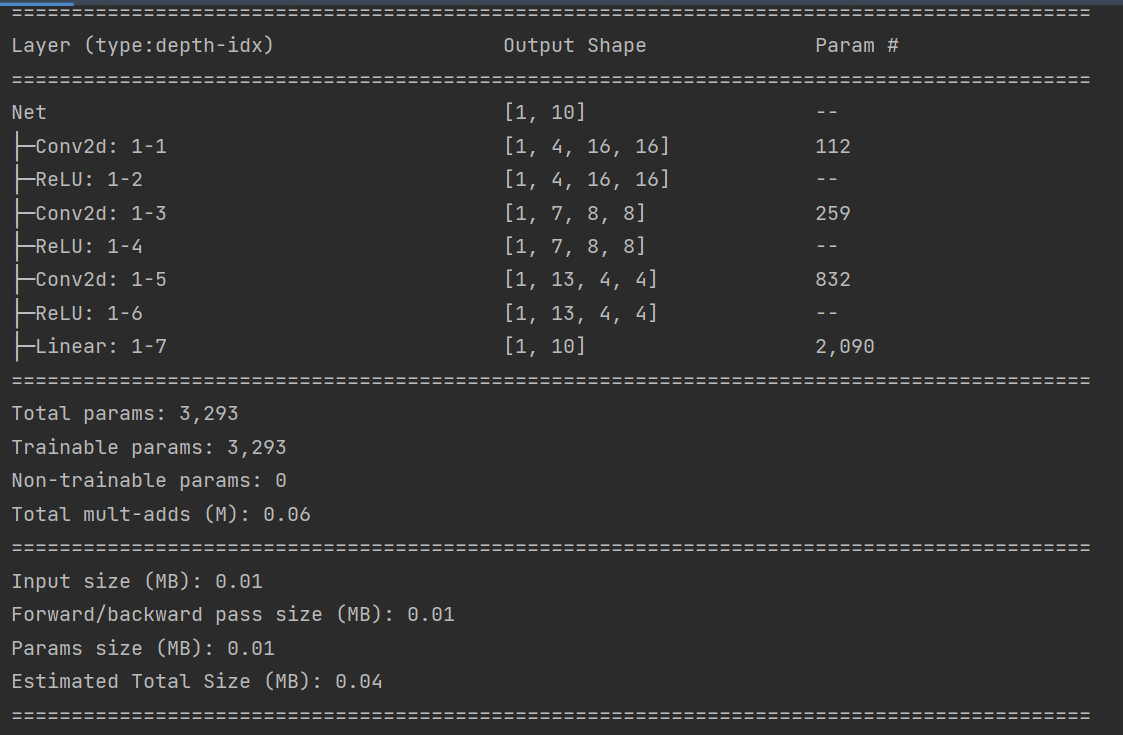 ==========================================================================================
Layer (type:depth-idx)                   Output Shape              Param #
==========================================================================================
Net                                      [1, 10]                   --
├─Conv2d: 1-1                            [1, 4, 16, 16]            112
├─ReLU: 1-2                              [1, 4, 16, 16]            --
├─Conv2d: 1-3                            [1, 7, 8, 8]              259
├─ReLU: 1-4                              [1, 7, 8, 8]              --
├─Conv2d: 1-5                            [1, 13, 4, 4]             832
├─ReLU: 1-6                              [1, 13, 4, 4]             --
├─Linear: 1-7                            [1, 10]                   2,090
==========================================================================================
Total params: 3,293
Trainable params: 3,293
Non-trainable params: 0
Total mult-adds (M): 0.06
==========================================================================================
Input size (MB): 0.01
Forward/backward pass size (MB): 0.01
Params size (MB): 0.01
Estimated Total Size (MB): 0.04
==========================================================================================